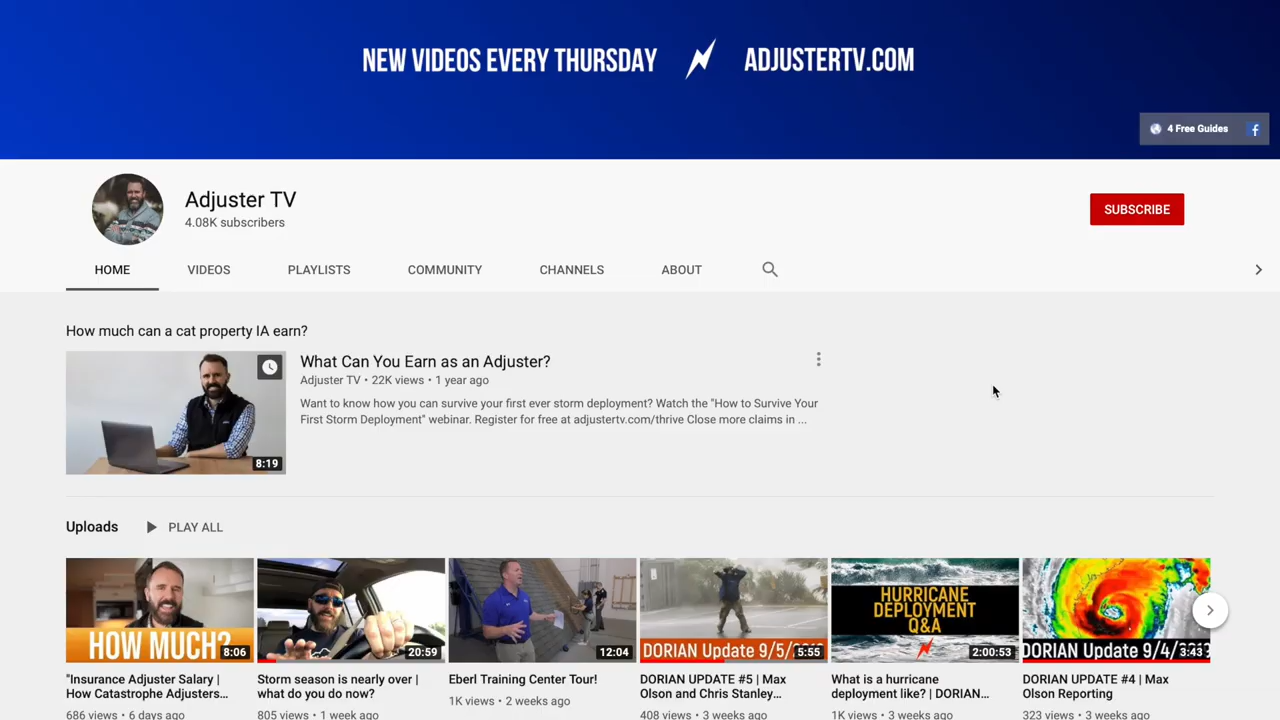 NEW VIDEOS EVERY THURSDAY ADJUSTERTV.COM
4 Free Guides
Adjuster TV
4.08K subscribers
SUBSCRIBE
HOME VIDEOS PLAYLISTS COMMUNITY CHANNELS ABOUT
How much can a cat property IA earn?
What Can You Earn as an Adjuster?
Adjuster TV • 22K views • 1 year ago
Want to know how you can survive your first ever storm deployment? Watch the "How to Survive Your
First Storm Deployment" webinar. Register for free at adjustertv.com/thrive Close more claims in ...
8:19
Uploads PLAY ALL
HOW MUCH?
8:06
20:59
12:04
DORIAN Update 9/5/
5:55
HURRICANE
DEPLOYMENT
Q&A
2:00:53
DORIAN Update 9/4/
3:43
"Insurance Adjuster Salary |
How Catastrophe Adjusters...
686 views • 6 days ago
Storm season is nearly over |
what do you do now?
805 views • 1 week ago
Eberl Training Center Tour!
1K views • 2 weeks ago
DORIAN UPDATE #5 | Max
Olson and Chris Stanley...
408 views • 3 weeks ago
What is a hurricane
deployment like? | DORIAN...
1K views • 3 weeks ago
DORIAN UPDATE #4 | Max
Olson Reporting
323 views • 3 weeks ago